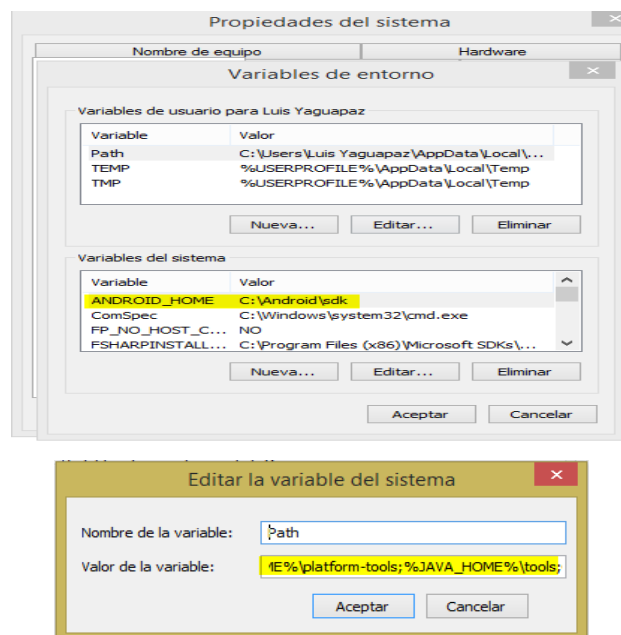 Propiedades del sistema
Nombre de equipo Hardware
Variables de entorno
Variables de usuario para Luis Yaguapaz
Variable Valor
Path C:\Users\Luis Yaguapaz\AppData\Local\...
TEMP %USERPROFILE%\AppData\Local\Temp
TMP %USERPROFILE%\AppData\Local\Temp
Nueva... Editar... Eliminar
Variables del sistema
Variable Valor
ANDROID_HOME C:\Android\sdk
ComSpec C:\Windows\system32\cmd.exe
FP_NO_HOST_C... NO
FSHARPINSTALL... C:\Program Files (x86)\Microsoft SDKs\...
Nueva... Editar... Eliminar
Aceptar Cancelar
Editar la variable del sistema
Nombre de la variable: Path
Valor de la variable: ME%\platform-tools;%JAVA_HOME%\tools;
Aceptar Cancelar